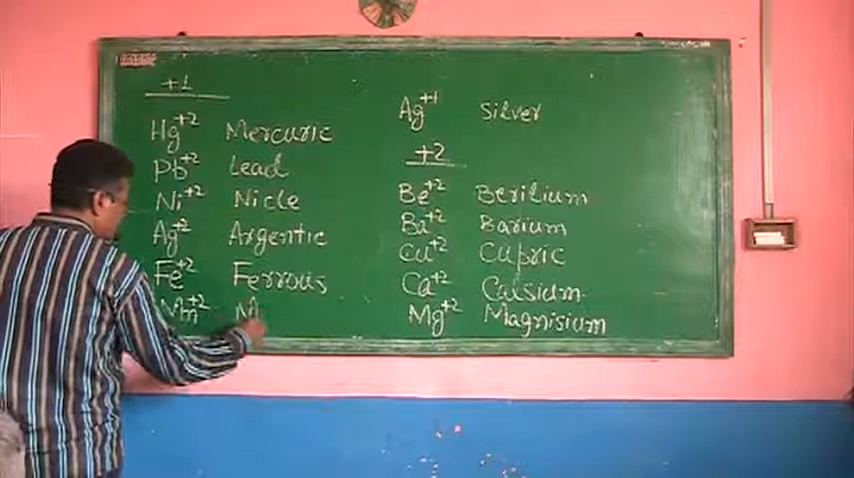 +1
Hg+2 Mercuric
Pb+2 Lead
Ni+2 Nicle
Ag+2 Argentic
Fe+2 Ferrous
Mn+2 M
Ag+1 Silver
+2
Be+2 Berilium
Ba+2 Barium
Cu+2 Cupric
Ca+2 Calsium
Mg+2 Magnisium